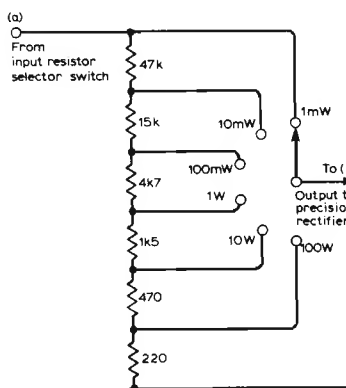 (a)
From
input resistor
selector switch
47k
1mW
10mW
15k
100mW
To (
4k7
1W
Output t
precisio
rectifier
1k5
10W
100W
470
220